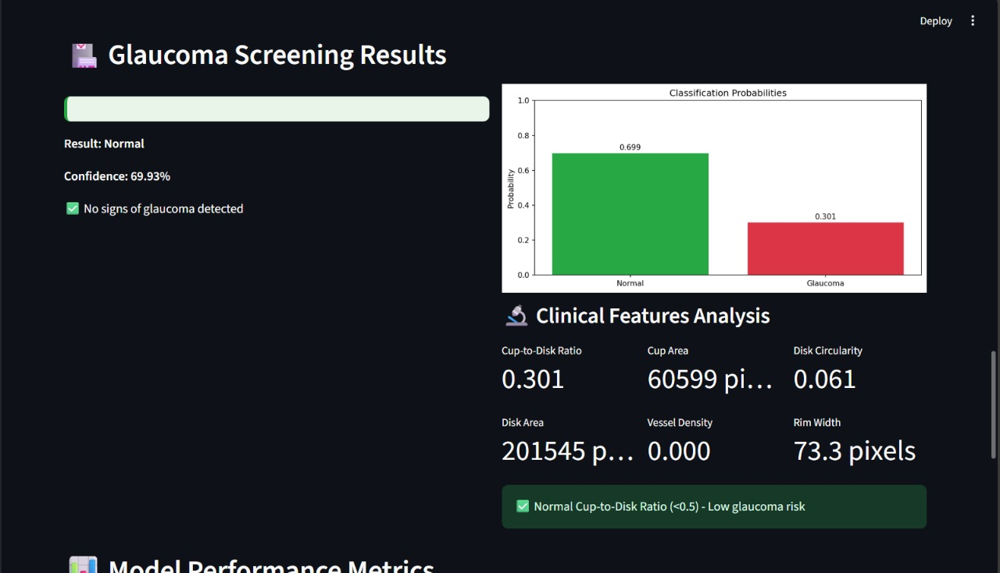 Deploy
Glaucoma Screening Results
Result: Normal
Confidence: 69.93%
No signs of glaucoma detected
Classification Probabilities
Probability
1.0
0.8
0.6
0.4
0.2
0.0
0.699
0.301
Normal Glaucoma
Clinical Features Analysis
Cup-to-Disk Ratio Cup Area Disk Circularity
0.301 60599 pi... 0.061
Disk Area Vessel Density Rim Width
201545 p... 0.000 73.3 pixels
Normal Cup-to-Disk Ratio (<0.5) - Low glaucoma risk
Model Performance Metrics